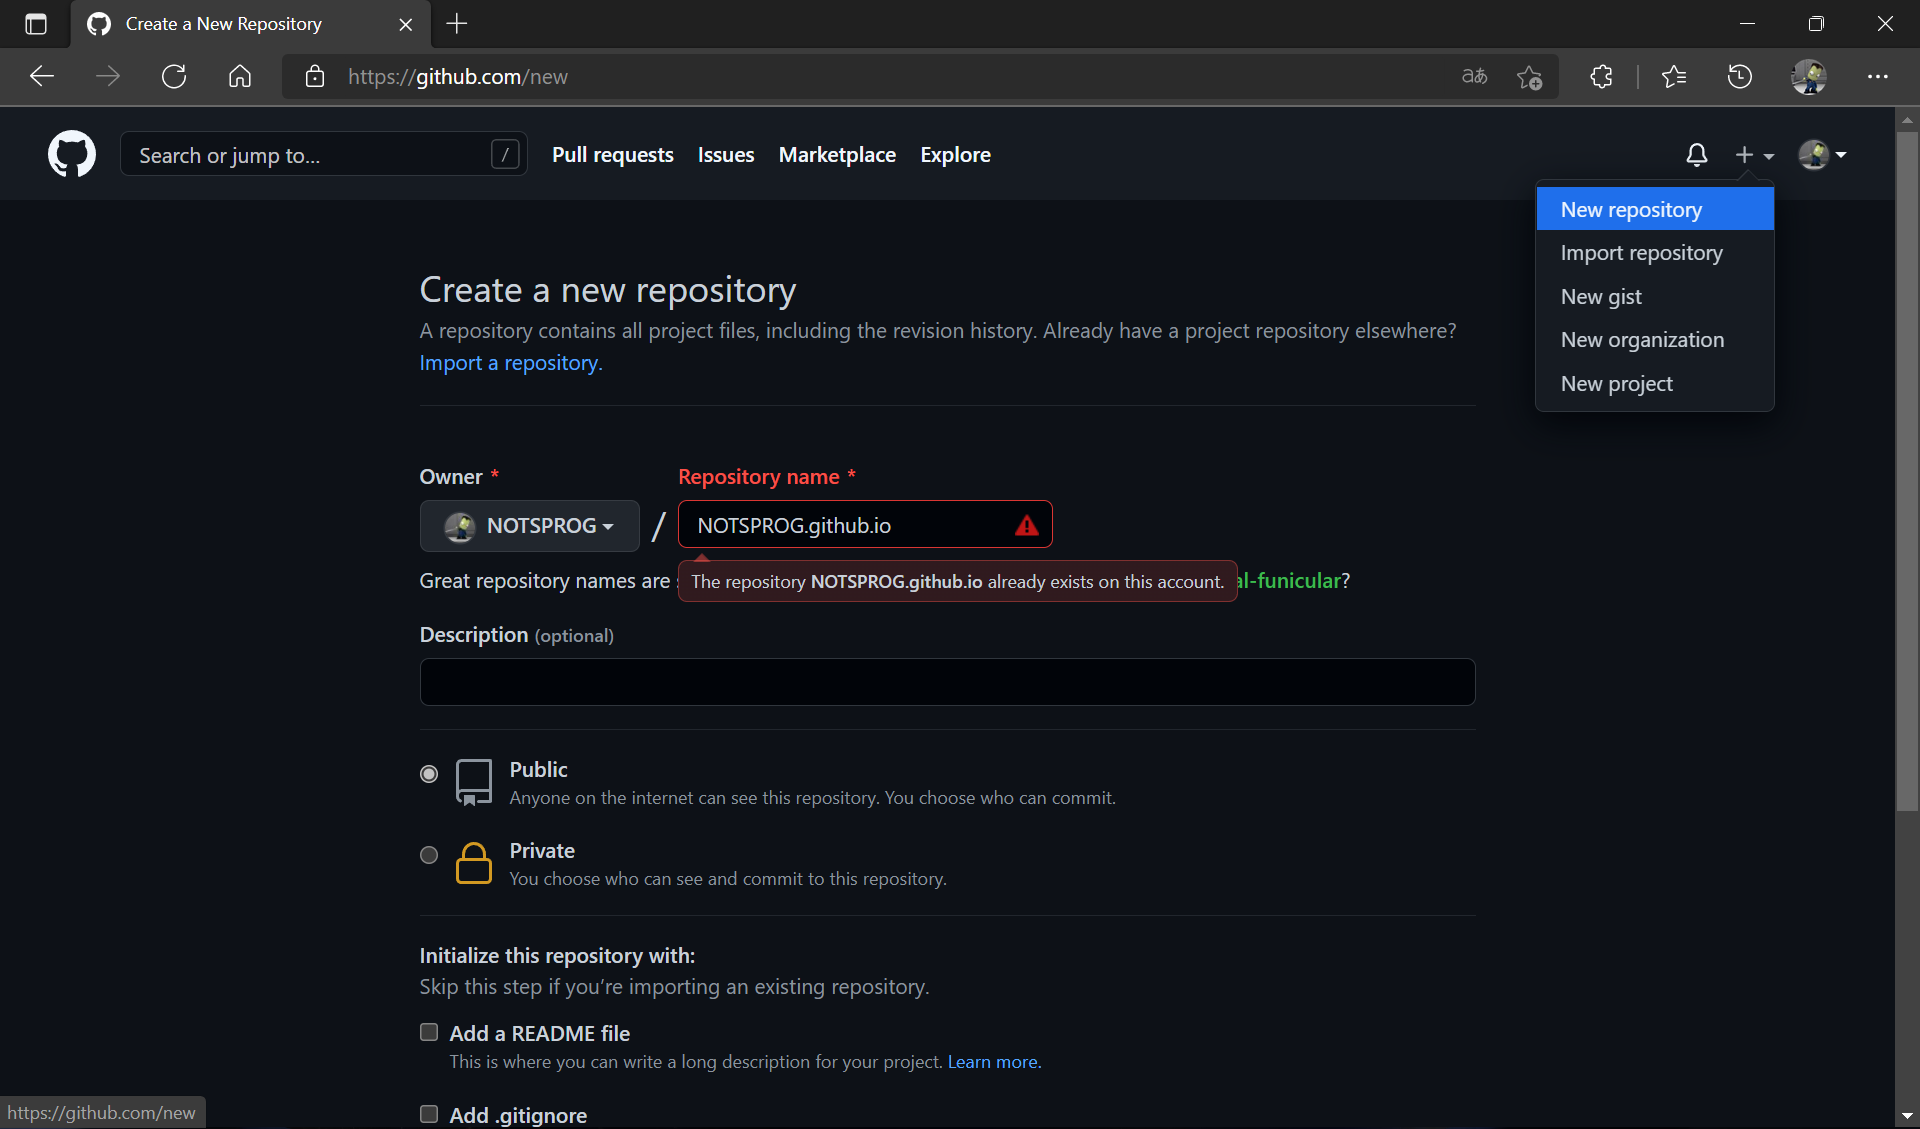 Create a New Repository
https://github.com/new
Search or jump to...
/
Pull requests
Issues
Marketplace
Explore
New repository
Import repository
New gist
New organization
New project
Create a new repository
A repository contains all project files, including the revision history. Already have a project repository elsewhere?
Import a repository.
Owner *
Repository name *
NOTSPROG
/
NOTSPROG.github.io
Great repository names are
The repository NOTSPROG.github.io already exists on this account.
al-funicular?
Description (optional)
Public
Anyone on the internet can see this repository. You choose who can commit.
Private
You choose who can see and commit to this repository.
Initialize this repository with:
Skip this step if you're importing an existing repository.
Add a README file
This is where you can write a long description for your project. Learn more.
Add .gitignore
https://github.com/new